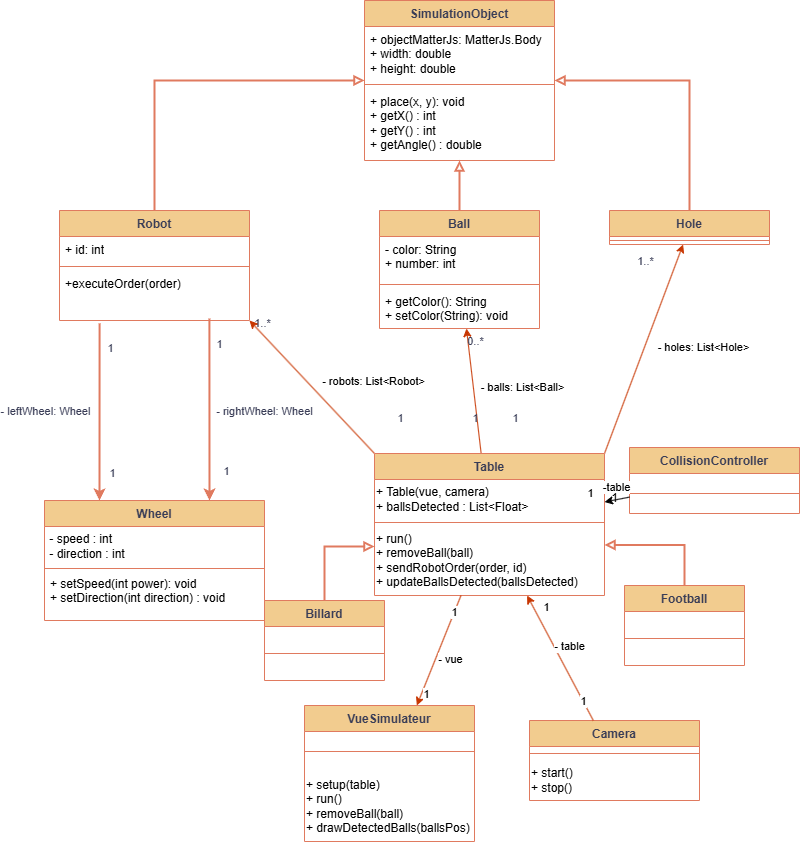 SimulationObject
+ objectMatterJs: MatterJs.Body
+ width: double
+ height: double
+ place(x, y): void
+ getX() : int
+ getY() : int
+ getAngle() : double
Robot
+ id: int
+executeOrder(order)
Ball
- color: String
+ number: int
+ getColor(): String
+ setColor(String): void
Hole
1..*
1..*
0..*
1
1
- holes: List<Hole>
- robots: List<Robot>
- balls: List<Ball>
- leftWheel: Wheel
- rightWheel: Wheel
1
1
1
1
1
Table
+ Table(vue, camera)
+ ballsDetected : List<Float>
+ run()
+ removeBall(ball)
+ sendRobotOrder(order, id)
+ updateBallsDetected(ballsDetected)
CollisionController
-table
1
1
Wheel
- speed : int
- direction : int
+ setSpeed(int power): void
+ setDirection(int direction) : void
Billard
Football
1
1
- vue
- table
1
1
VueSimulateur
+ setup(table)
+ run()
+ removeBall(ball)
+ drawDetectedBalls(ballsPos)
Camera
+ start()
+ stop()